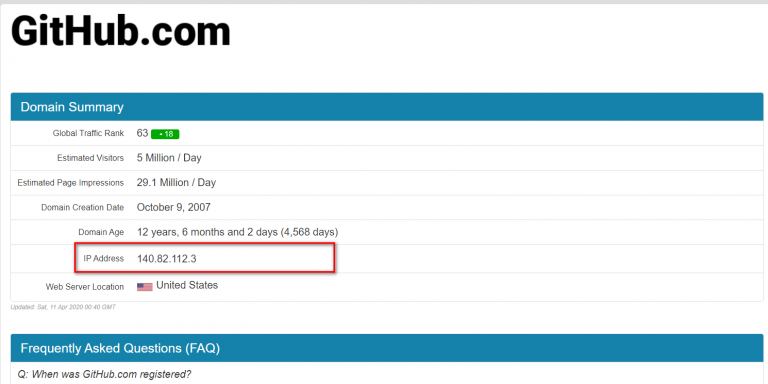 GitHub.com
Domain Summary
Global Traffic Rank 63 18
Estimated Visitors 5 Million / Day
Estimated Page Impressions 29.1 Million / Day
Domain Creation Date October 9, 2007
Domain Age 12 years, 6 months and 2 days (4,568 days)
IP Address 140.82.112.3
Web Server Location United States
Updated: Sat, 11 Apr 2020 00:40 GMT
Frequently Asked Questions (FAQ)
Q: When was GitHub.com registered?